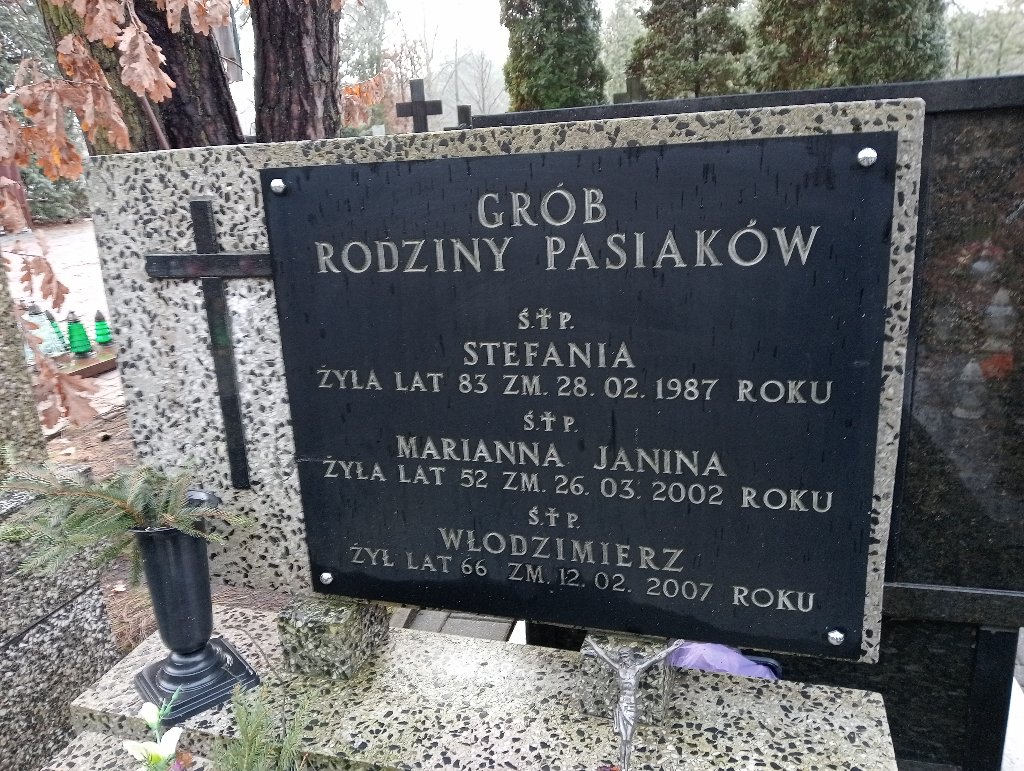 GRÓB
RODZINY PASIAKÓW
Ś✝P.
STEFANIA
ŻYŁA LAT 83 ZM. 28. 02. 1987 ROKU
Ś✝P.
MARIANNA JANINA
ŻYŁA LAT 52 ZM. 26. 03. 2002 ROKU
Ś✝P.
WŁODZIMIERZ
ŻYŁ LAT 66 ZM. 12. 02. 2007 ROKU